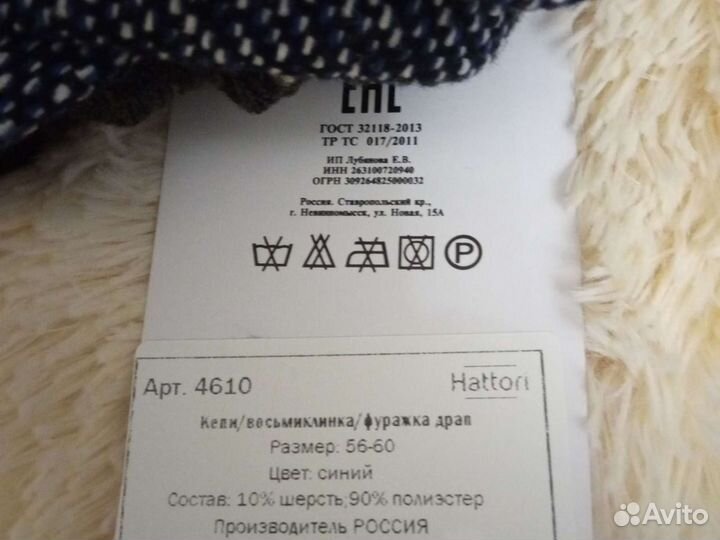 ЕАС
ГОСТ 32118-2013
ТР ТС 017/2011
ИП Лубянова Е.В.
ИНН 263100720940
ОГРН 309264825000032
Россия. Ставропольский кр.,
г. Невинномысск, ул. Новая, 15А
P
Арт. 4610
Hattori
Кепи/восьмиклинка/фуражка драп
Размер: 56-60
Цвет: синий
Состав: 10% шерсть,90% полиэстер
Производитель РОССИЯ
Avito